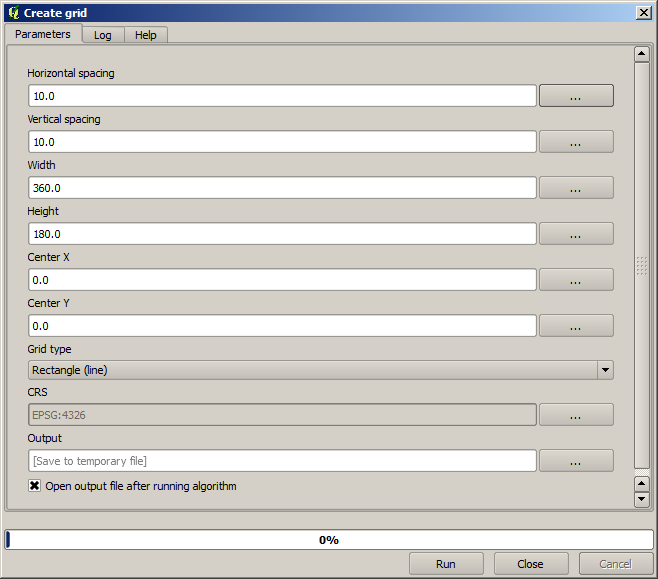 Create grid
Parameters Log Help
Horizontal spacing
10.0 ...
Vertical spacing
10.0 ...
Width
360.0 ...
Height
180.0 ...
Center X
0.0 ...
Center Y
0.0 ...
Grid type
Rectangle (line)
CRS
EPSG:4326 ...
Output
[Save to temporary file] ...
Open output file after running algorithm
0%
Run Close Cancel